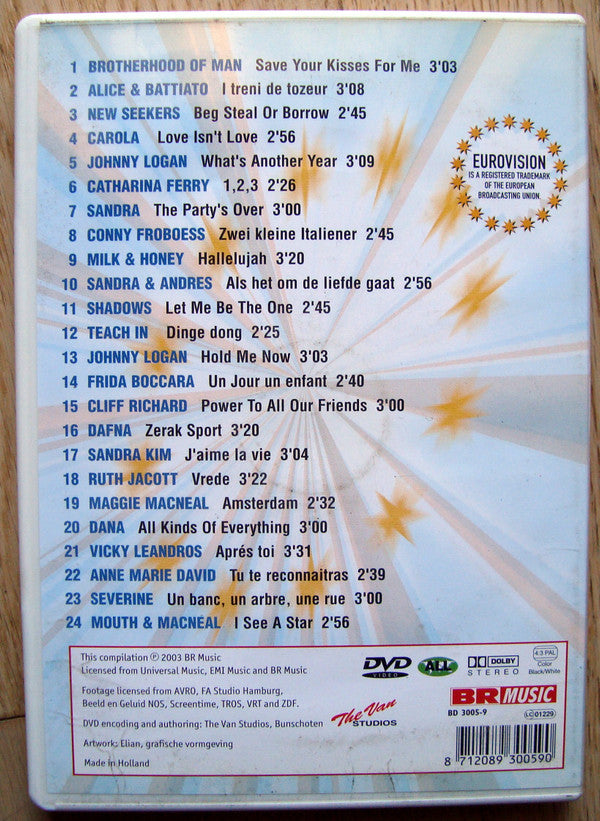 1 BROTHERHOOD OF MAN Save Your Kisses For Me 3'03
2 ALICE & BATTIATO I treni de tozeur 3'08
3 NEW SEEKERS Beg Steal Or Borrow 2'45
4 CAROLA Love Isn't Love 2'56
5 JOHNNY LOGAN What's Another Year 3'09
6 CATHARINA FERRY 1,2,3 2'26
7 SANDRA The Party's Over 3'00
8 CONNY FROBOESS Zwei kleine Italiener 2'45
9 MILK & HONEY Hallelujah 3'20
10 SANDRA & ANDRES Als het om de liefde gaat 2'56
11 SHADOWS Let Me Be The One 2'45
12 TEACH IN Dinge dong 2'25
13 JOHNNY LOGAN Hold Me Now 3'03
14 FRIDA BOCCARA Un Jour un enfant 2'40
15 CLIFF RICHARD Power To All Our Friends 3'00
16 DAFNA Zerak Sport 3'20
17 SANDRA KIM J'aime la vie 3'04
18 RUTH JACOTT Vrede 3'22
19 MAGGIE MACNEAL Amsterdam 2'32
20 DANA All Kinds Of Everything 3'00
21 VICKY LEANDROS Aprés toi 3'31
22 ANNE MARIE DAVID Tu te reconnaitras 2'39
23 SEVERINE Un banc, un arbre, une rue 3'00
24 MOUTH & MACNEAL I See A Star 2'56
EUROVISION
IS A REGISTERED TRADEMARK
OF THE EUROPEAN
BROADCASTING UNION.
This compilation ℗ 2003 BR Music
Licensed from Universal Music, EMI Music and BR Music
Footage licensed from AVRO, FA Studio Hamburg,
Beeld en Geluid NOS, Screentime, TROS, VRT and ZDF.
DVD encoding and authoring: The Van Studios, Bunschoten
Artwork: Elian, grafische vormgeving
Made in Holland
The Van
STUDIOS
DVD
VIDEO
ALL
DOLBY
STEREO
4:3 PAL
Color
Black/White
BR MUSIC
BD 3005-9
LC 01229
8 712089 300590